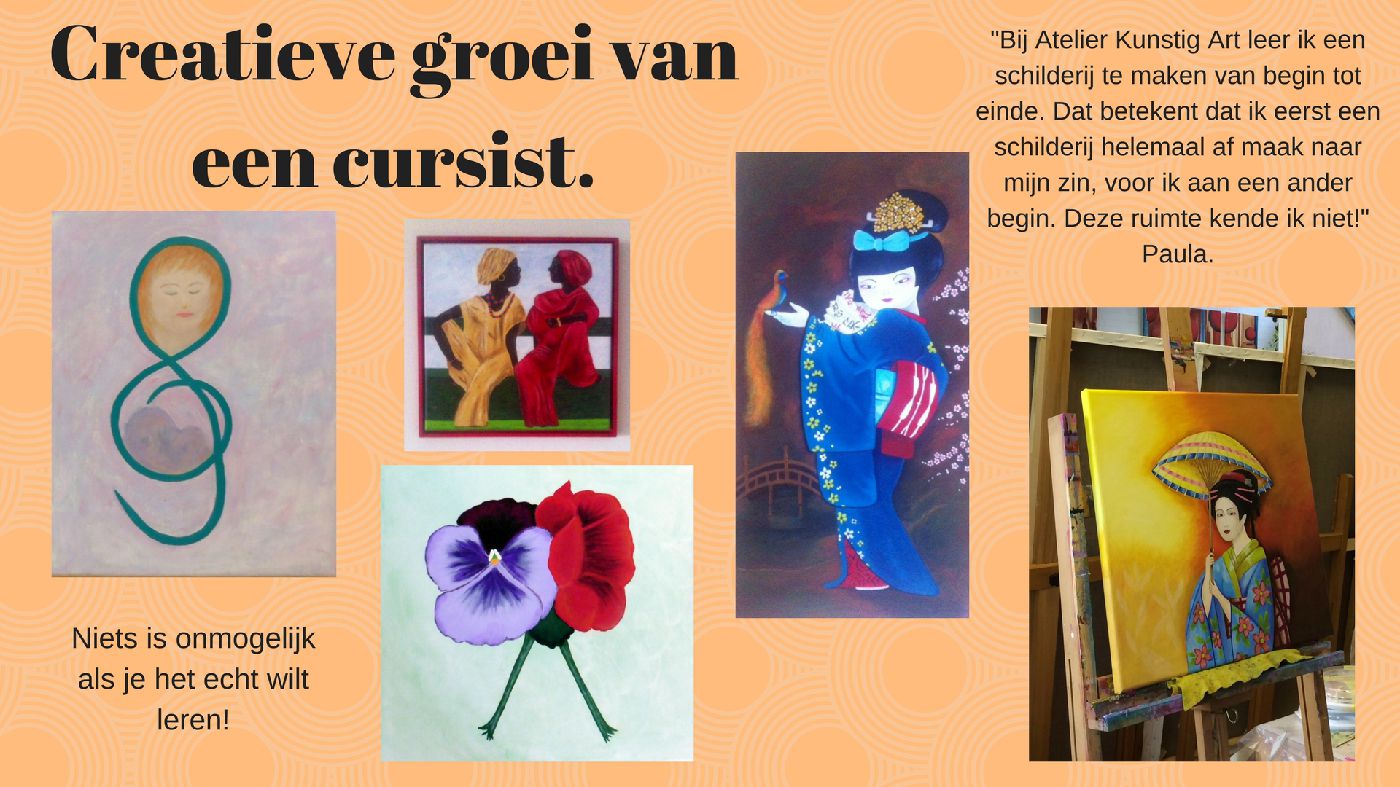 Creatieve groei van
een cursist.
"Bij Atelier Kunstig Art leer ik een
schilderij te maken van begin tot
einde. Dat betekent dat ik eerst een
schilderij helemaal af maak naar
mijn zin, voor ik aan een ander
begin. Deze ruimte kende ik niet!"
Paula.
Niets is onmogelijk
als je het echt wilt
leren!